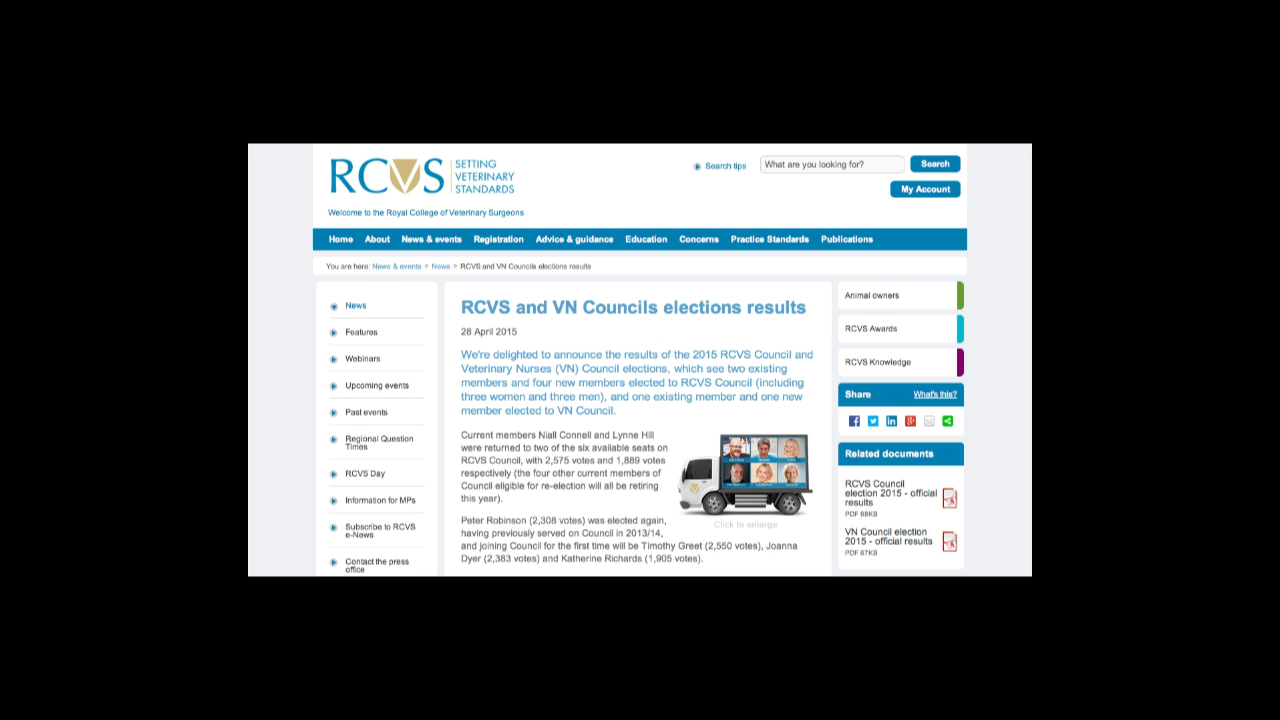 RCVS
SETTING
VETERINARY
STANDARDS
Search tips
What are you looking for?
Search
My Account
Welcome to the Royal College of Veterinary Surgeons
Home About News & events Registration Advice & guidance Education Concerns Practice Standards Publications
You are here: News & events > News > RCVS and VN Councils elections results
News
Features
Webinars
Upcoming events
Past events
Regional Question
Times
RCVS Day
Information for MPs
Subscribe to RCVS
e-News
Contact the press
office
RCVS and VN Councils elections results
28 April 2015
We're delighted to announce the results of the 2015 RCVS Council and
Veterinary Nurses (VN) Council elections, which see two existing
members and four new members elected to RCVS Council (including
three women and three men), and one existing member and one new
member elected to VN Council.
Current members Niall Connell and Lynne Hill
were returned to two of the six available seats on
RCVS Council, with 2,575 votes and 1,889 votes
respectively (the four other current members of
Council eligible for re-election will all be retiring
this year).
Click to enlarge
Peter Robinson (2,308 votes) was elected again,
having previously served on Council in 2013/14,
and joining Council for the first time will be Timothy Greet (2,550 votes), Joanna
Dyer (2,383 votes) and Katherine Richards (1,905 votes).
Animal owners
RCVS Awards
RCVS Knowledge
Share What's this?
Related documents
RCVS Council
election 2015 - official
results
PDF 68KB
VN Council election
2015 - official results
PDF 67KB